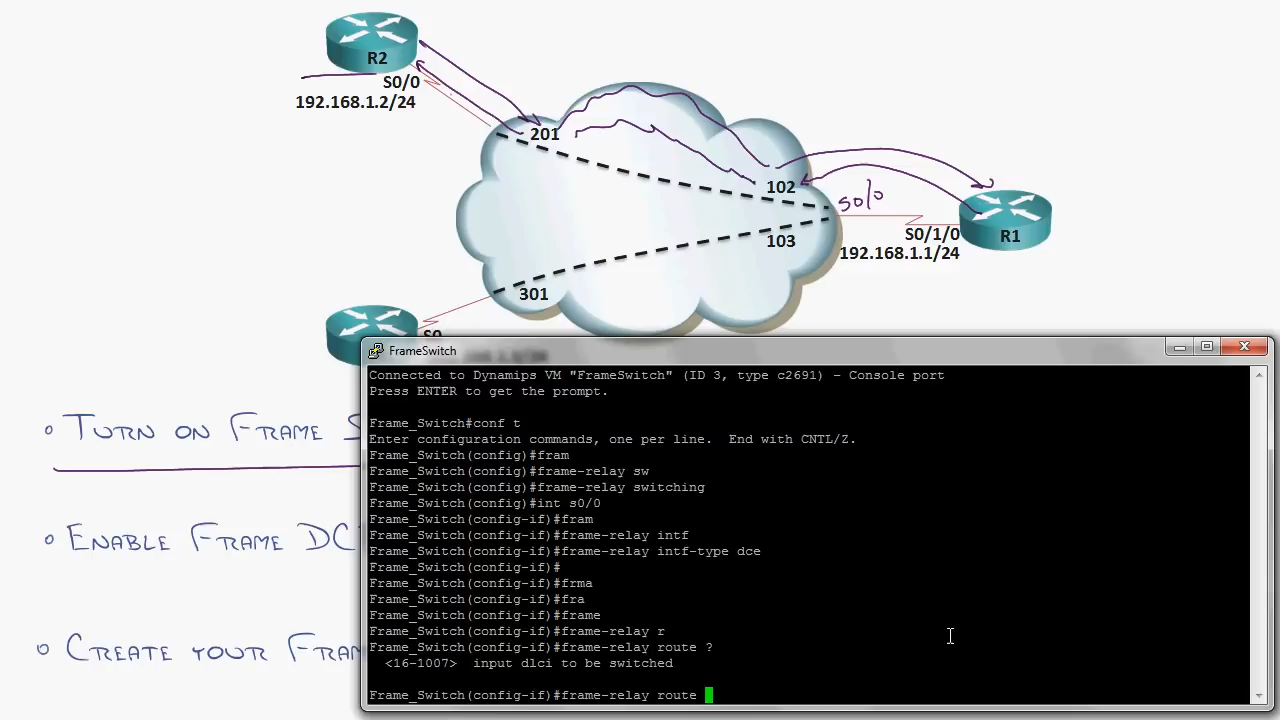 R2
S0/0
192.168.1.2/24
201
102
S0/0
S0/1/0
R1
103
192.168.1.1/24
301
S0
TURN ON FRAME S
ENABLE FRAME DC
CREATE YOUR FRAM
FrameSwitch
Connected to Dynamips VM "FrameSwitch" (ID 3, type c2691) - Console port
Press ENTER to get the prompt.
Frame_Switch#conf t
Enter configuration commands, one per line.  End with CNTL/Z.
Frame_Switch(config)#fram
Frame_Switch(config)#frame-relay sw
Frame_Switch(config)#frame-relay switching
Frame_Switch(config)#int s0/0
Frame_Switch(config-if)#fram
Frame_Switch(config-if)#frame-relay intf
Frame_Switch(config-if)#frame-relay intf-type dce
Frame_Switch(config-if)#
Frame_Switch(config-if)#frma
Frame_Switch(config-if)#fra
Frame_Switch(config-if)#frame
Frame_Switch(config-if)#frame-relay r
Frame_Switch(config-if)#frame-relay route ?
<16-1007>  input dlci to be switched
Frame_Switch(config-if)#frame-relay route